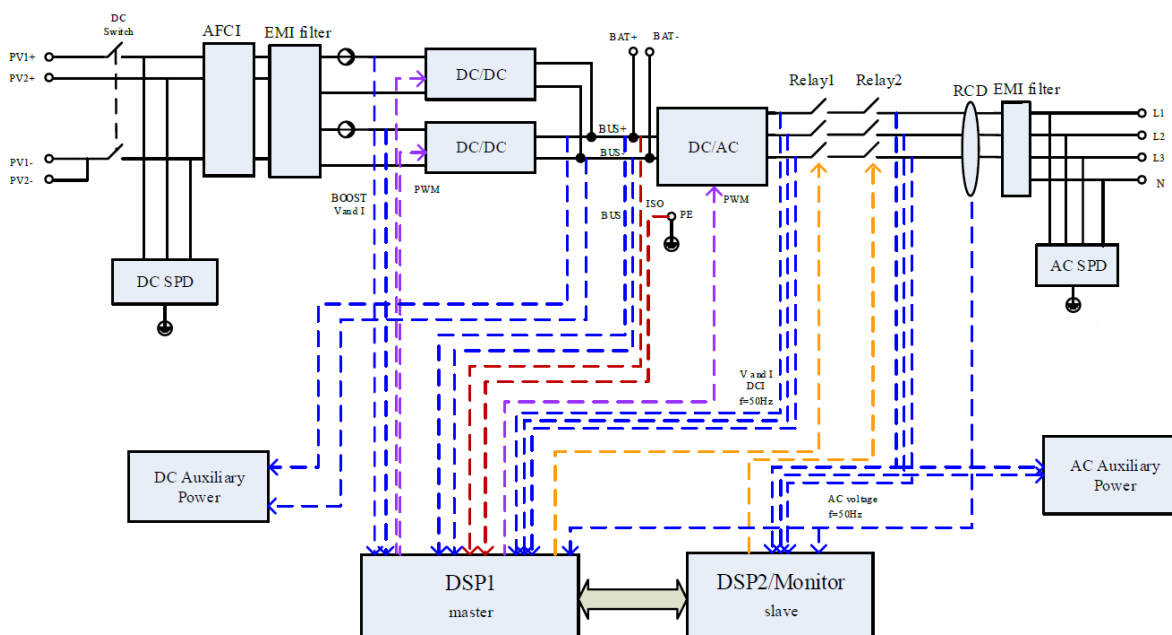 DC
Switch
AFCI
EMI filter
BAT+
BAT-
PV1+
PV2+
DC/DC
Relay1
Relay2
RCD
EMI filter
L1
BUS+
L2
DC/DC
DC/AC
PV1-
BUS-
L3
PV2-
PWM
N
BOOST
V and I
ISO
PWM
BUS
PE
DC SPD
AC SPD
V and I
DCI
f=50Hz
DC Auxiliary
Power
AC Auxiliary
Power
AC voltage
f=50Hz
DSP1
master
DSP2/Monitor
slave